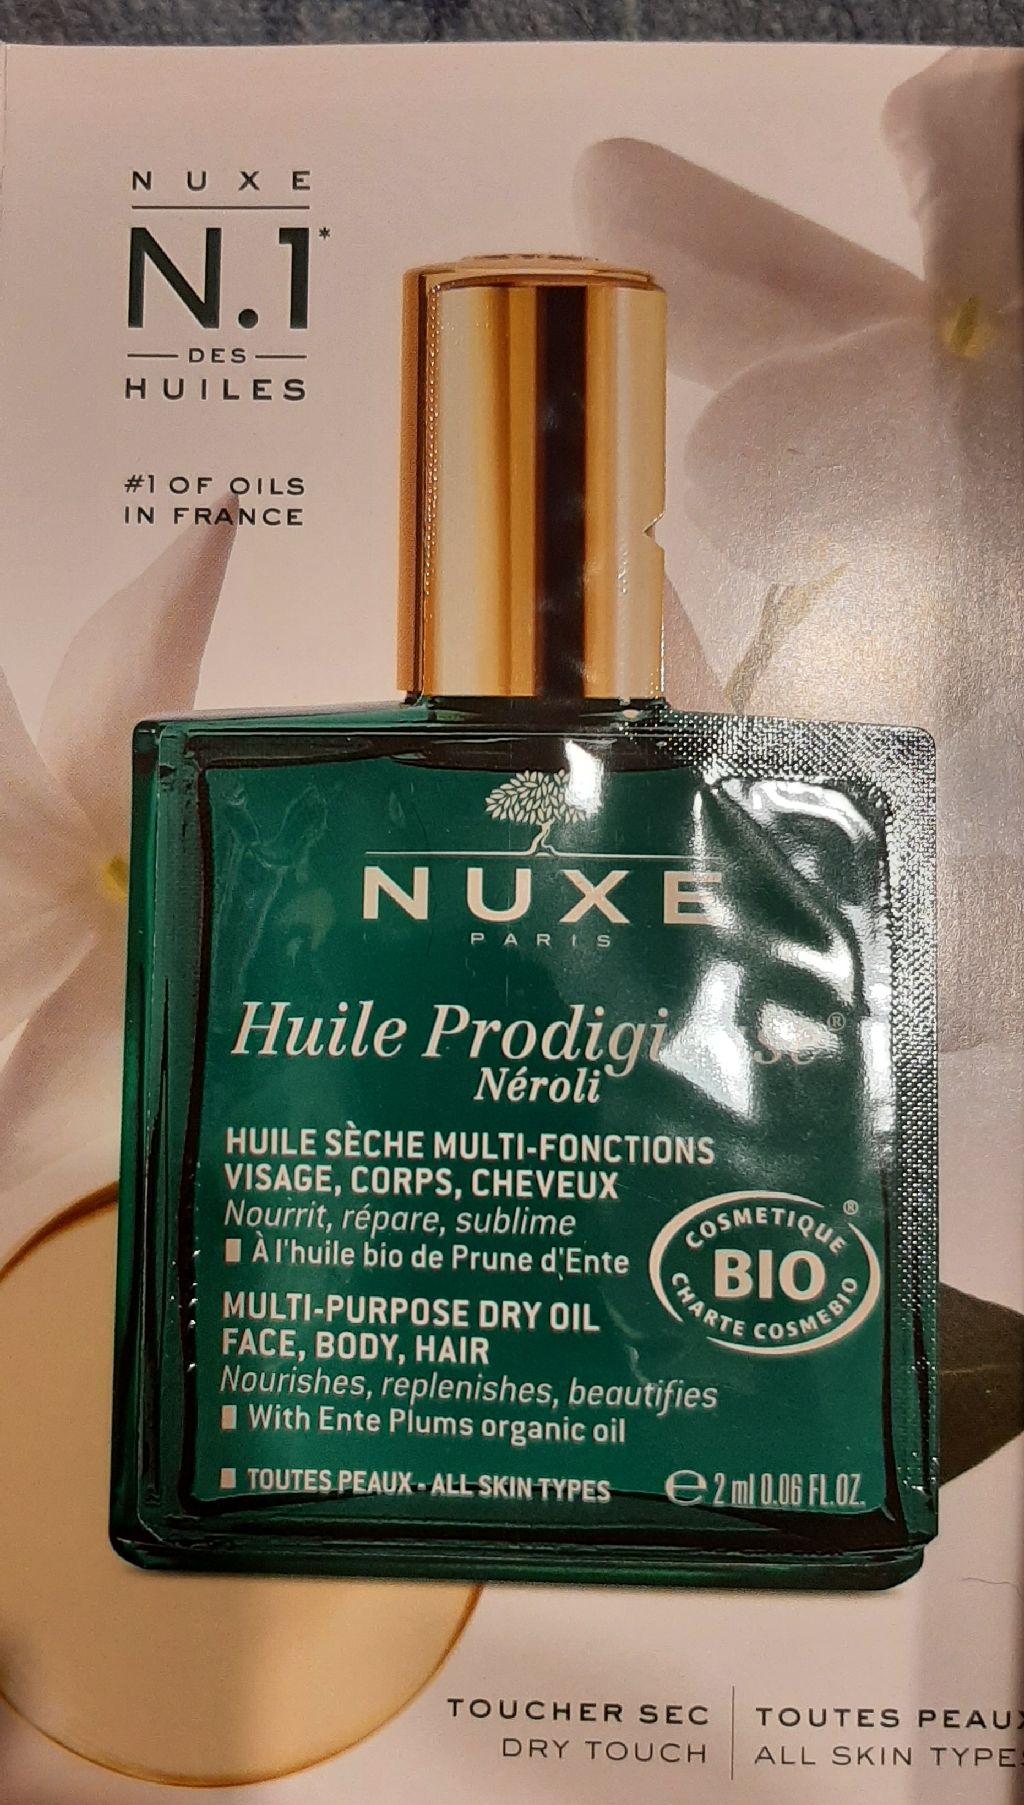 NUXE
N.1*
DES
HUILES
#1 OF OILS
IN FRANCE
NUXE
PARIS
Huile Prodigieuse®
Néroli
HUILE SÈCHE MULTI-FONCTIONS
VISAGE, CORPS, CHEVEUX
Nourrit, répare, sublime
À l'huile bio de Prune d'Ente
COSMETIQUE ®
BIO
CHARTE COSMEBIO
MULTI-PURPOSE DRY OIL
FACE, BODY, HAIR
Nourishes, replenishes, beautifies
With Ente Plums organic oil
TOUTES PEAUX - ALL SKIN TYPES
℮ 2 ml 0.06 FL.OZ.
TOUCHER SEC
DRY TOUCH
TOUTES PEAUX
ALL SKIN TYPE